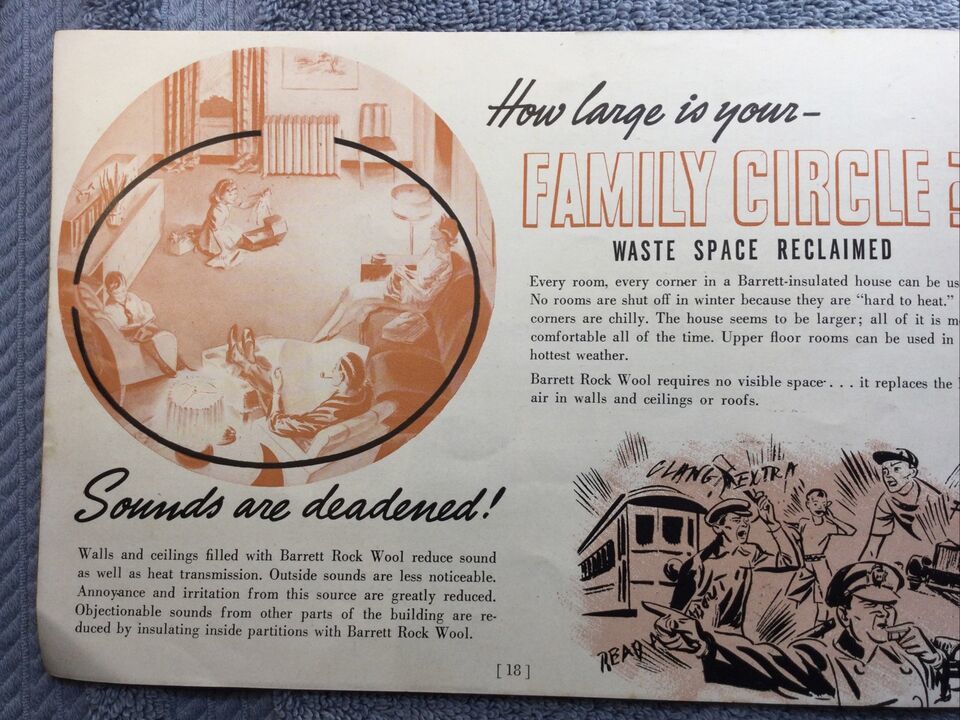 How large is your-
FAMILY CIRCLE?
WASTE SPACE RECLAIMED
Every room, every corner in a Barrett-insulated house can be
No rooms are shut off in winter because they are "hard to heat."
corners are chilly. The house seems to be larger; all of it is
comfortable all of the time. Upper floor rooms can be used in
hottest weather.
Barrett Rock Wool requires no visible space . . . it replaces the
air in walls and ceilings or roofs.
Sounds are deadened!
Walls and ceilings filled with Barrett Rock Wool reduce sound
as well as heat transmission. Outside sounds are less noticeable.
Annoyance and irritation from this source are greatly reduced.
Objectionable sounds from other parts of the building are re-
duced by insulating inside partitions with Barrett Rock Wool.
CLANG
EXTRA
READ
[ 18 ]